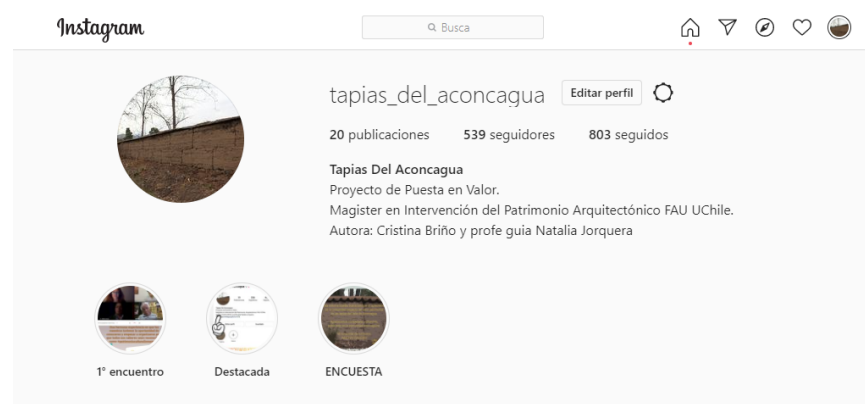 Instagram
Busca
tapias_del_aconcagua Editar perfil
20 publicaciones 539 seguidores 803 seguidos
Tapias Del Aconcagua
Proyecto de Puesta en Valor.
Magister en Intervención del Patrimonio Arquitectónico FAU UChile.
Autora: Cristina Briño y profe guia Natalia Jorquera
1° encuentro Destacada ENCUESTA